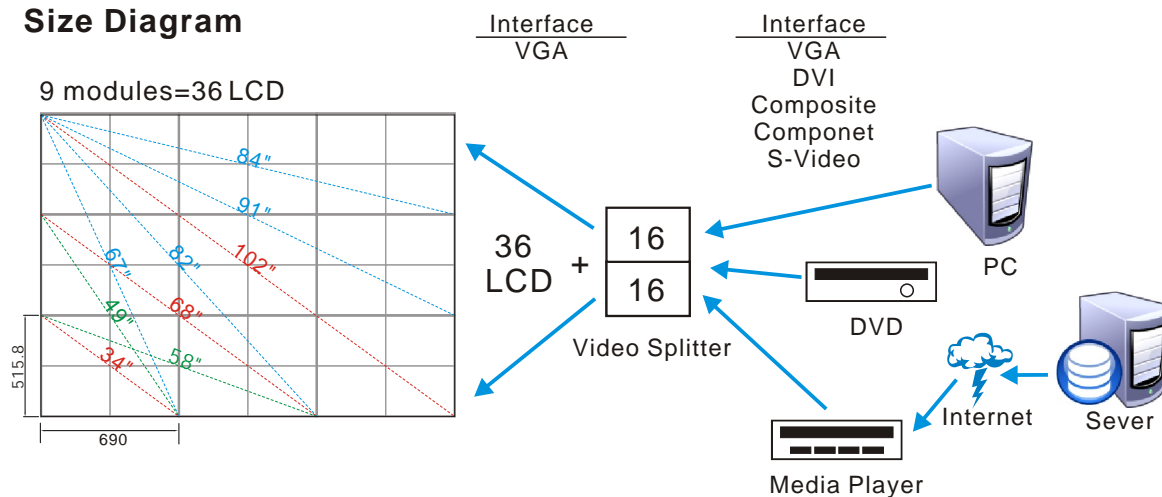 Size Diagram
9 modules=36 LCD
84"
91"
102"
82"
67"
68"
49"
58"
34"
515.8
690
Interface
VGA
Interface
VGA
DVI
Composite
Componet
S-Video
36
LCD
+
16
16
Video Splitter
PC
DVD
Internet
Sever
Media Player